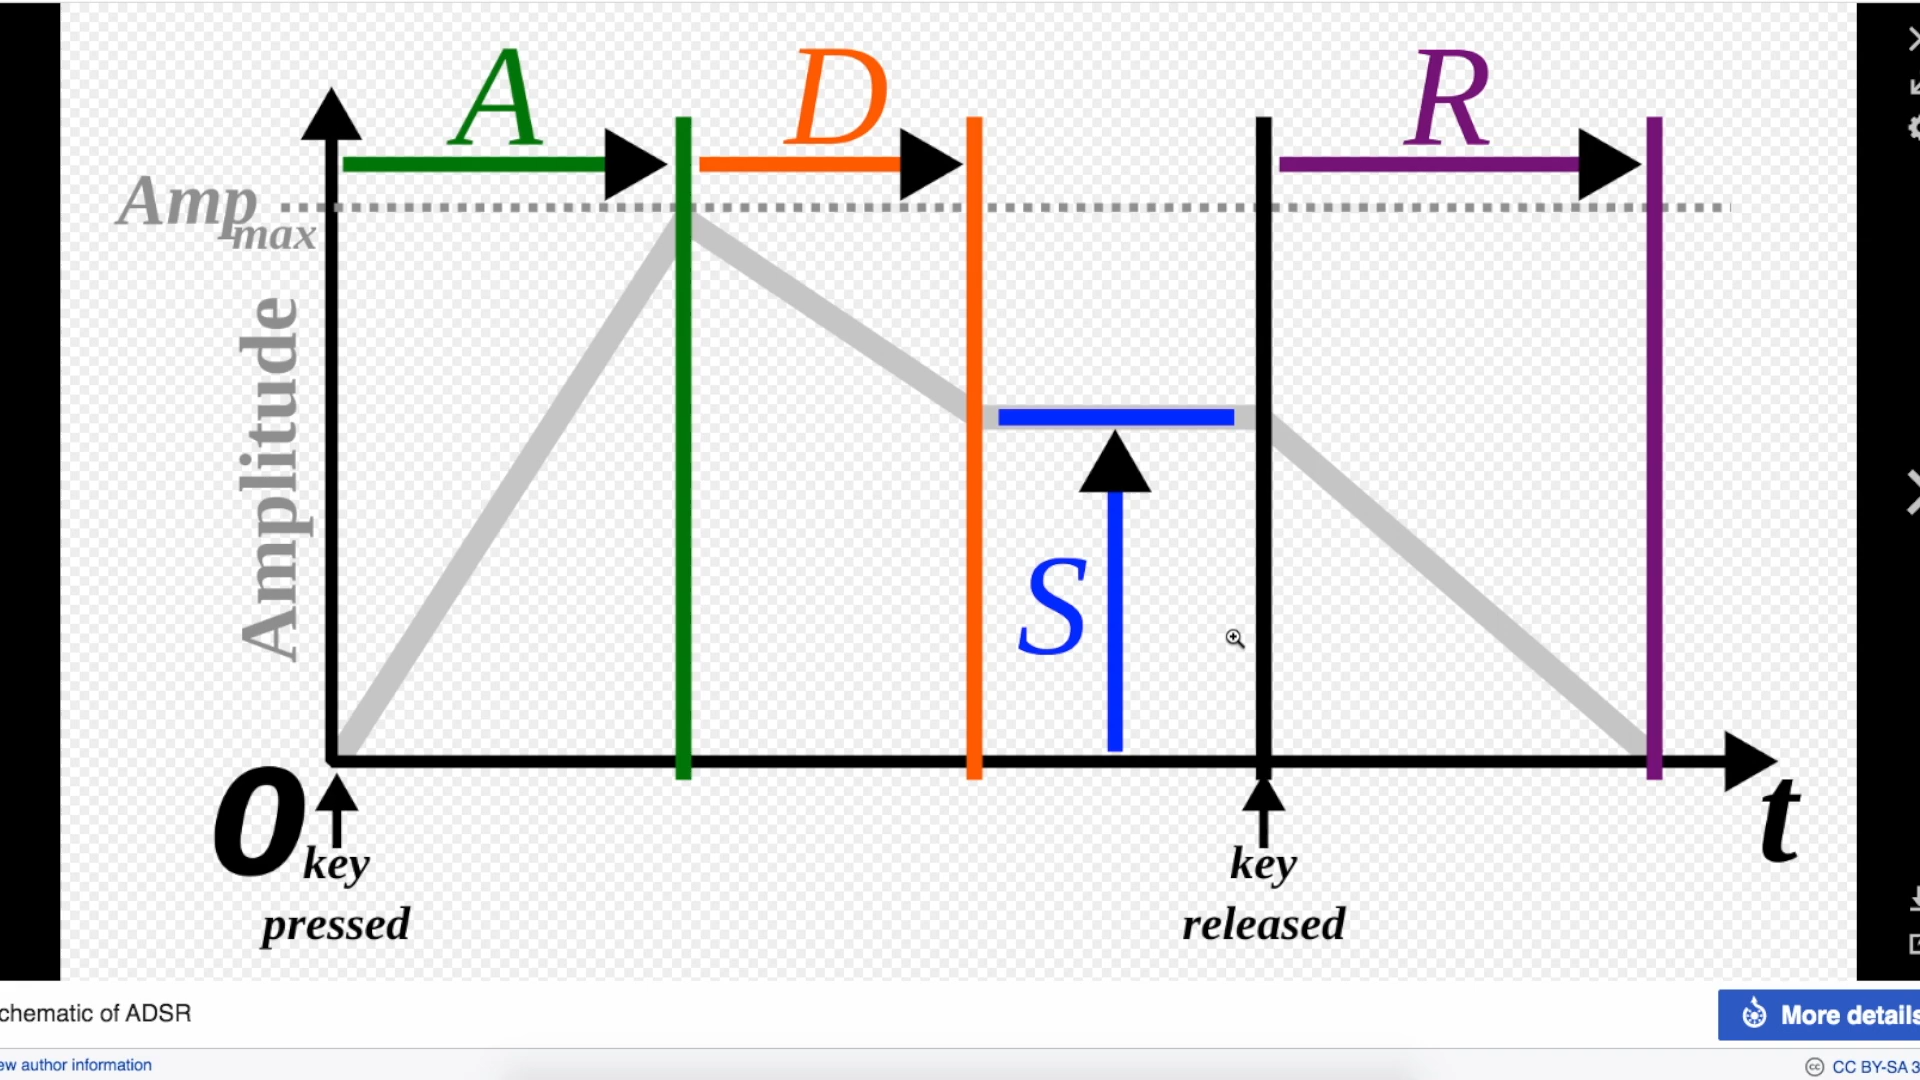 A D R
Amp max
Amplitude
S
0 t
key pressed
key released
chematic of ADSR
More details
ew author information
cc CC BY-SA 3